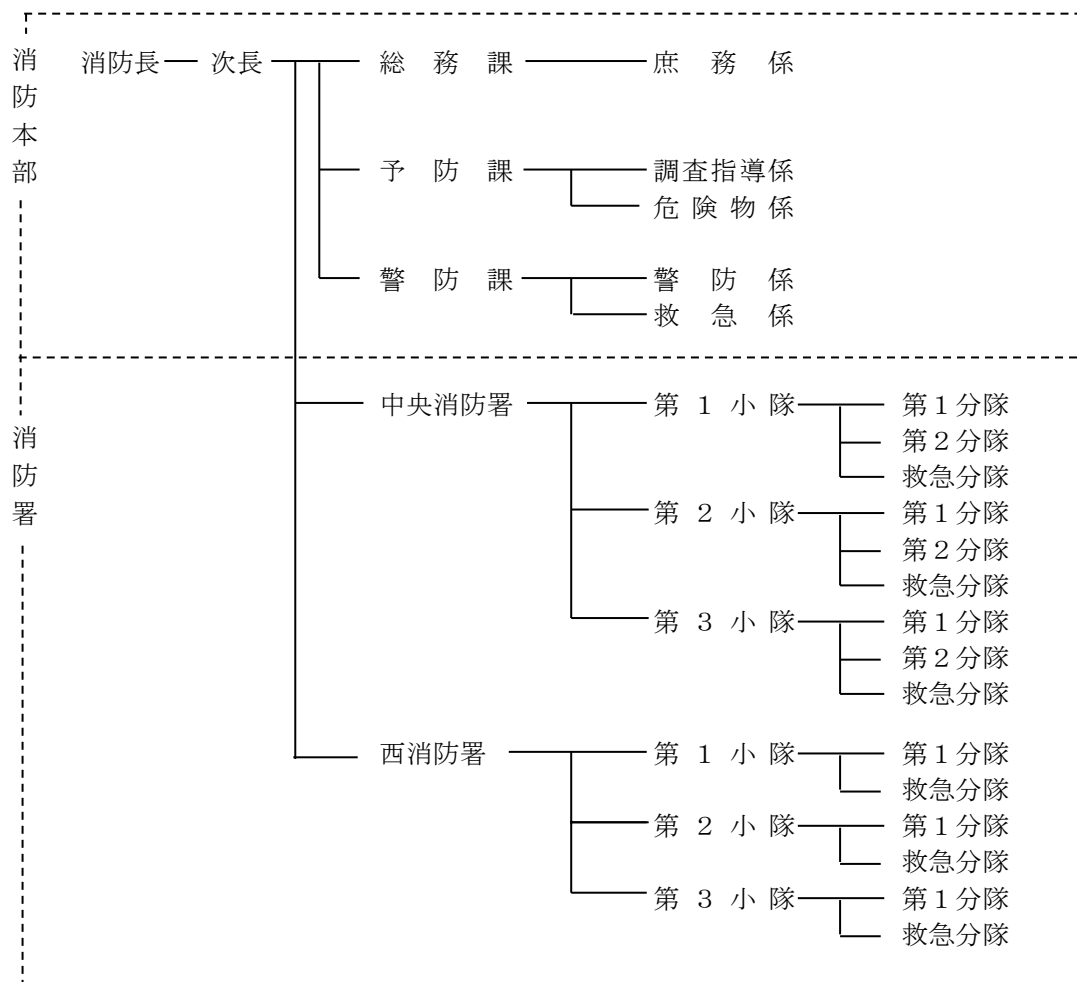 消防本部
消防長 次長 総務課 庶務係
予防課 調査指導係
危険物係
警防課 警防係
救急係
消防署
中央消防署 第1小隊 第1分隊
第2分隊
救急分隊
第2小隊 第1分隊
第2分隊
救急分隊
第3小隊 第1分隊
第2分隊
救急分隊
西消防署 第1小隊 第1分隊
救急分隊
第2小隊 第1分隊
救急分隊
第3小隊 第1分隊
救急分隊